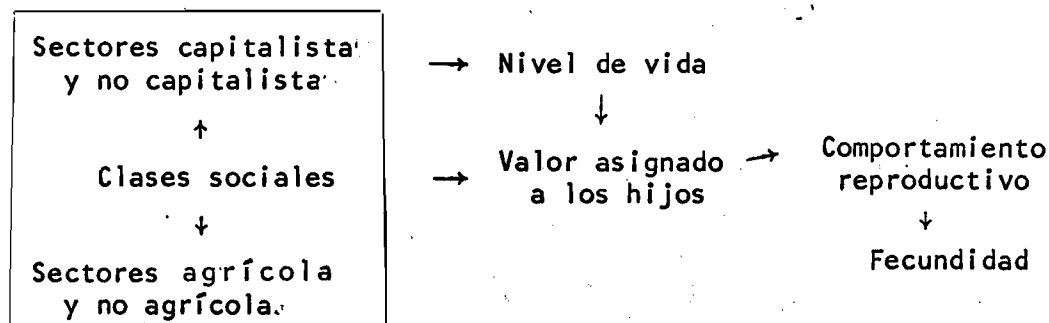 Sectores capitalista
y no capitalista
↑
Clases sociales
↓
Sectores agrícola
y no agrícola.
→ Nivel de vida
↓
→ Valor asignado →
a los hijos
Comportamiento
reproductivo
↓
Fecundidad